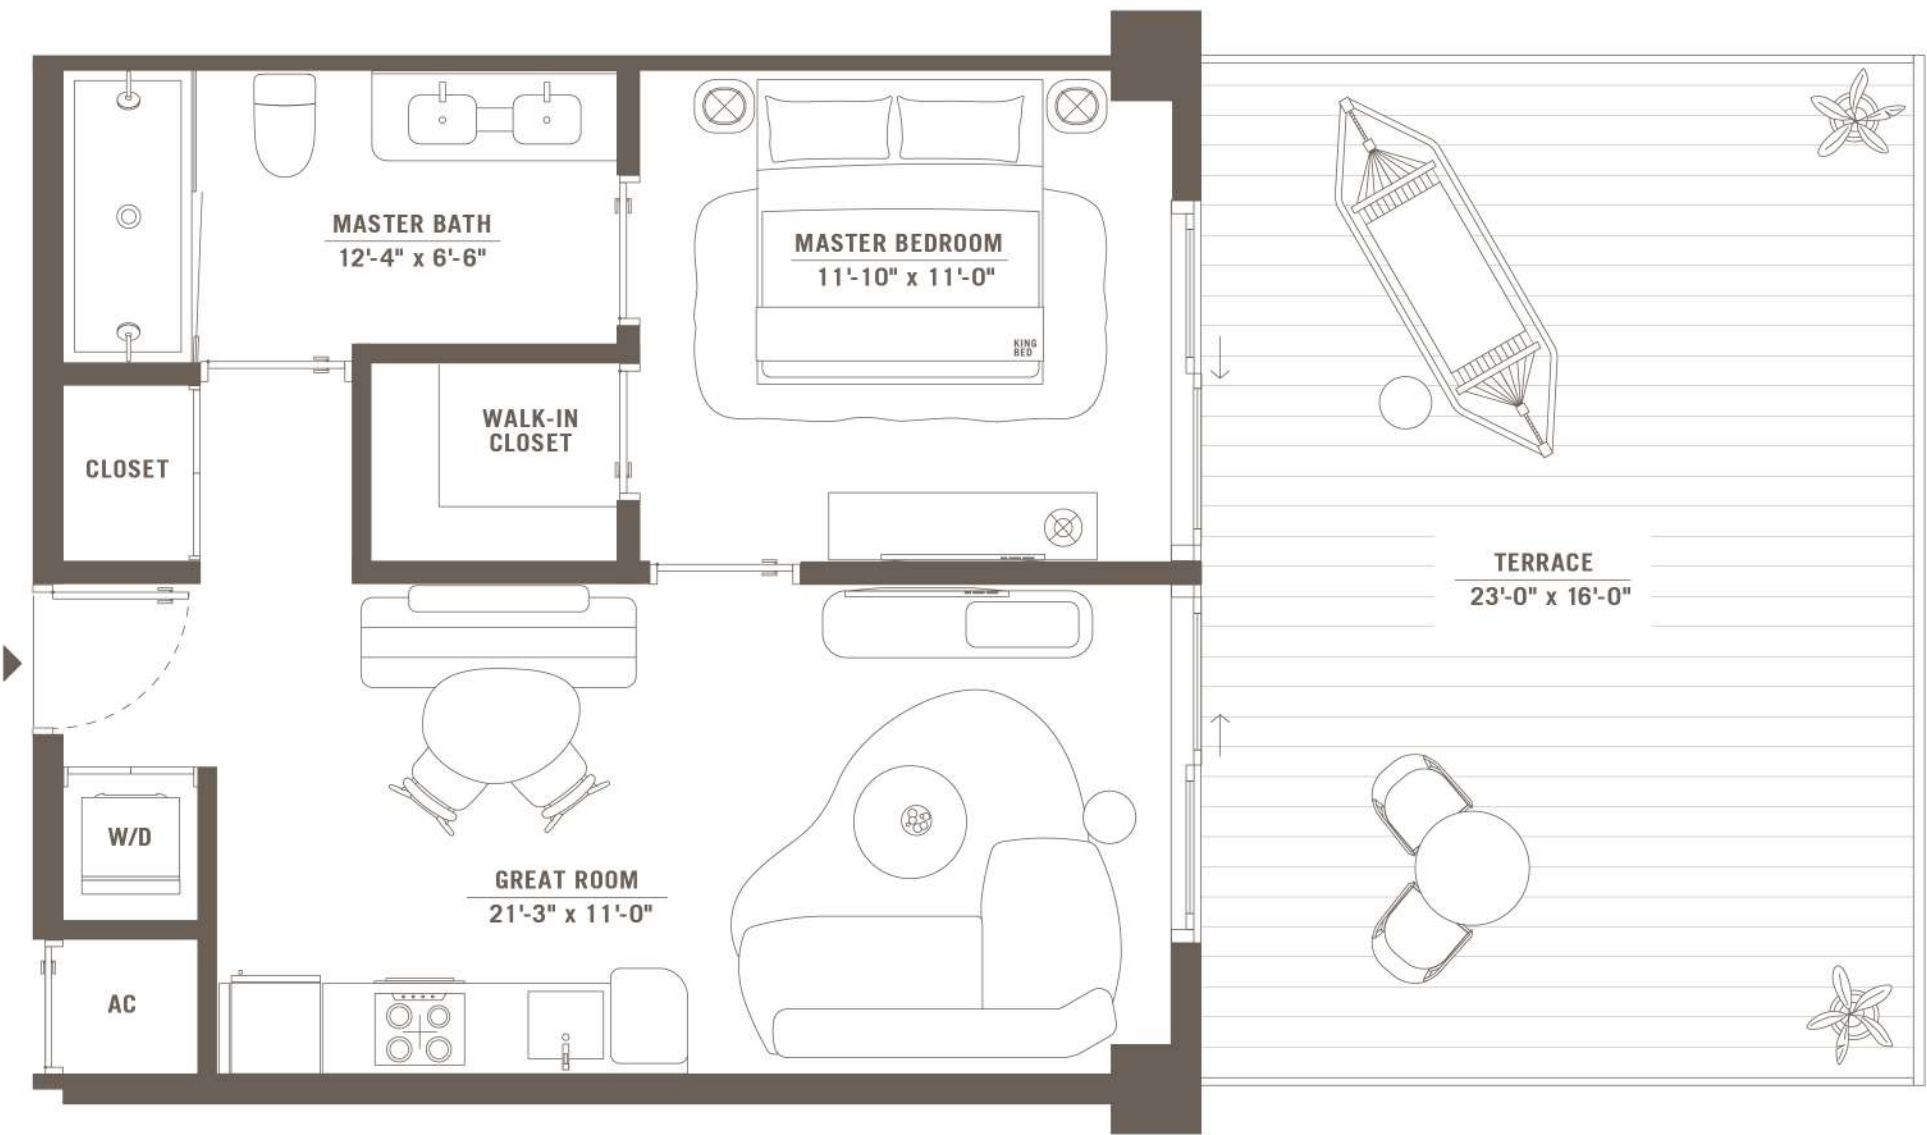 MASTER BATH
12'-4" x 6'-6"
MASTER BEDROOM
11'-10" x 11'-0"
KING
BED
WALK-IN
CLOSET
CLOSET
TERRACE
23'-0" x 16'-0"
W/D
GREAT ROOM
21'-3" x 11'-0"
AC